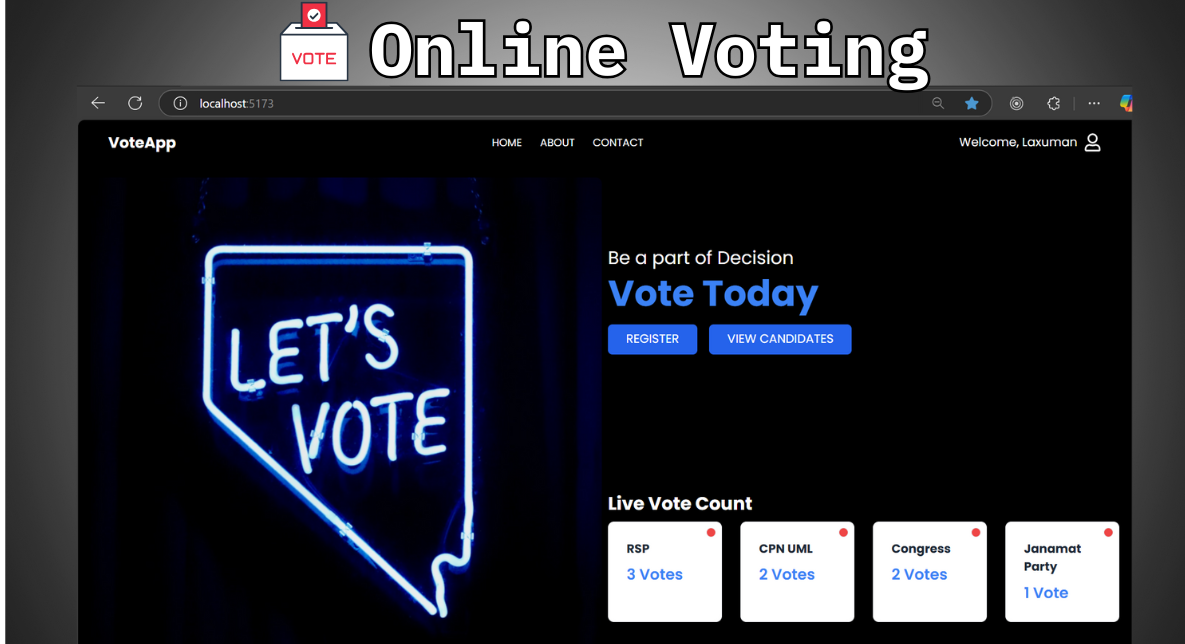 VOTE
Online Voting
localhost:5173
VoteApp
HOME ABOUT CONTACT
Welcome, Laxuman
LET'S
VOTE
Be a part of Decision
Vote Today
REGISTER VIEW CANDIDATES
Live Vote Count
RSP
3 Votes
CPN UML
2 Votes
Congress
2 Votes
Janamat
Party
1 Vote